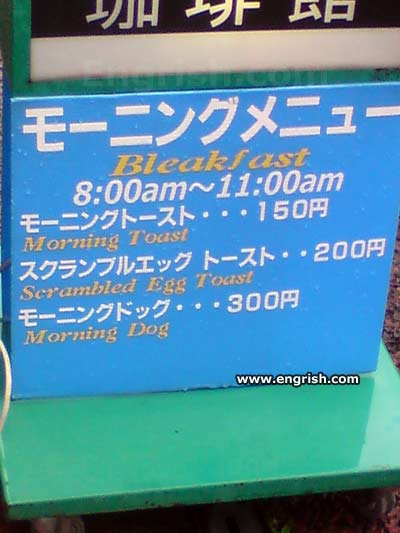 珈琲館
モーニングメニュー
Bleakfast
8:00am～11:00am
モーニングトースト・・・150円
Morning Toast
スクランブルエッグ トースト・・200円
Scrambled Egg Toast
モーニングドッグ・・・300円
Morning Dog
www.engrish.com